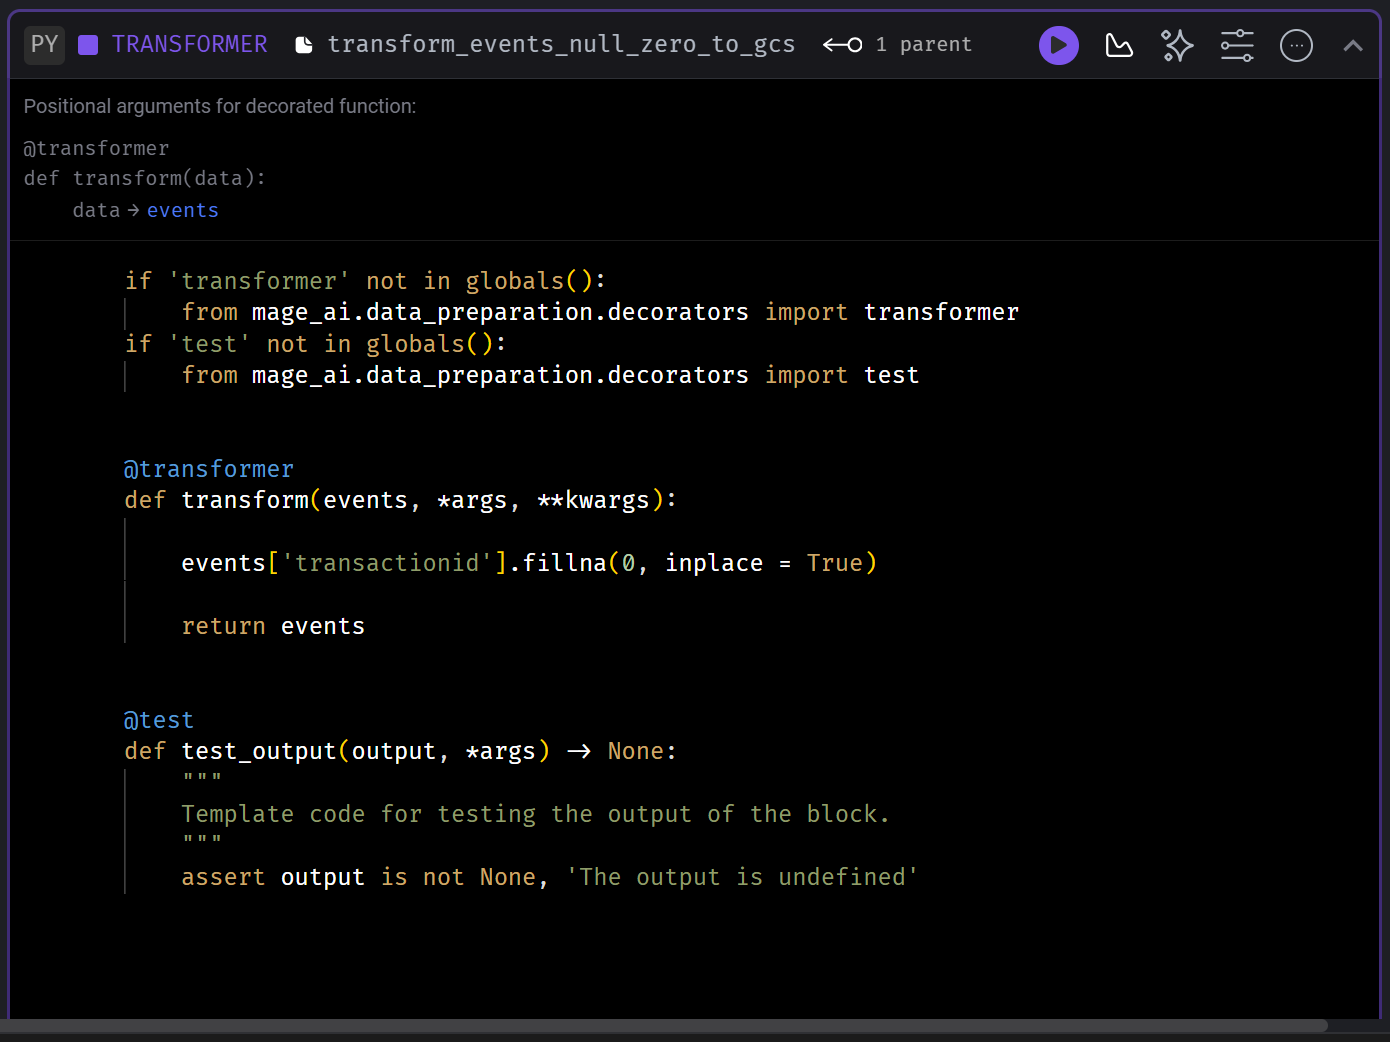 PY TRANSFORMER transform_events_null_zero_to_gcs 1 parent
Positional arguments for decorated function:
@transformer
def transform(data):
    data → events
if 'transformer' not in globals():
    from mage_ai.data_preparation.decorators import transformer
if 'test' not in globals():
    from mage_ai.data_preparation.decorators import test
@transformer
def transform(events, *args, **kwargs):
    events['transactionid'].fillna(0, inplace = True)
    return events
@test
def test_output(output, *args) -> None:
    """
    Template code for testing the output of the block.
    """
    assert output is not None, 'The output is undefined'